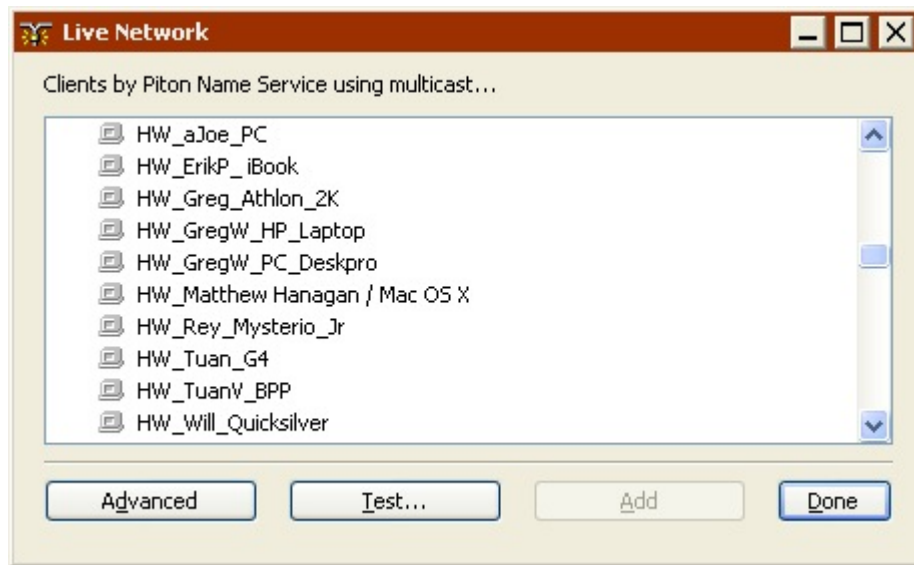 Live Network
Clients by Piton Name Service using multicast...
HW_aJoe_PC
HW_ErikP_ iBook
HW_Greg_Athlon_2K
HW_GregW_HP_Laptop
HW_GregW_PC_Deskpro
HW_Matthew Hanagan / Mac OS X
HW_Rey_Mysterio_Jr
HW_Tuan_G4
HW_TuanV_BPP
HW_Will_Quicksilver
Advanced Test... Add Done